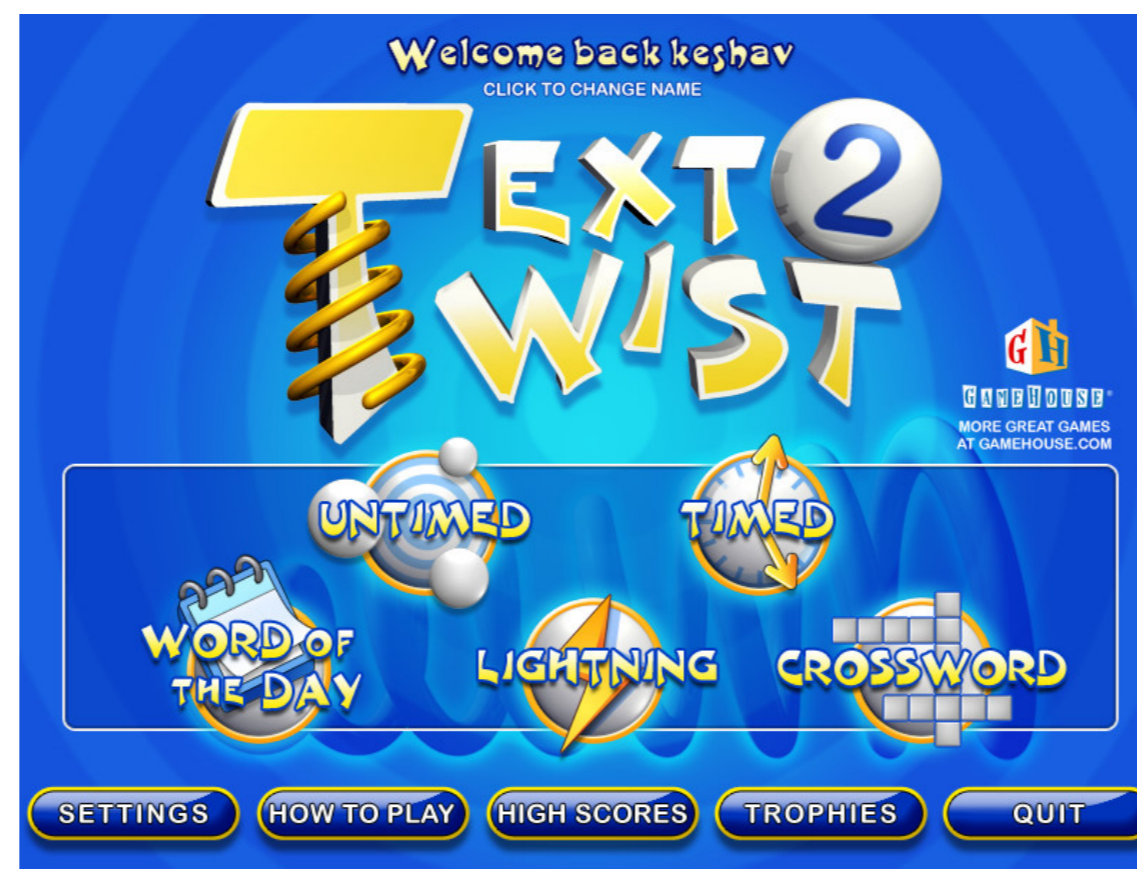 Welcome back keshav
CLICK TO CHANGE NAME
TEXT 2
TWIST
GH
GAMEHOUSE®
MORE GREAT GAMES
AT GAMEHOUSE.COM
UNTIMED
TIMED
WORD OF
THE DAY
LIGHTNING
CROSSWORD
SETTINGS
HOW TO PLAY
HIGH SCORES
TROPHIES
QUIT